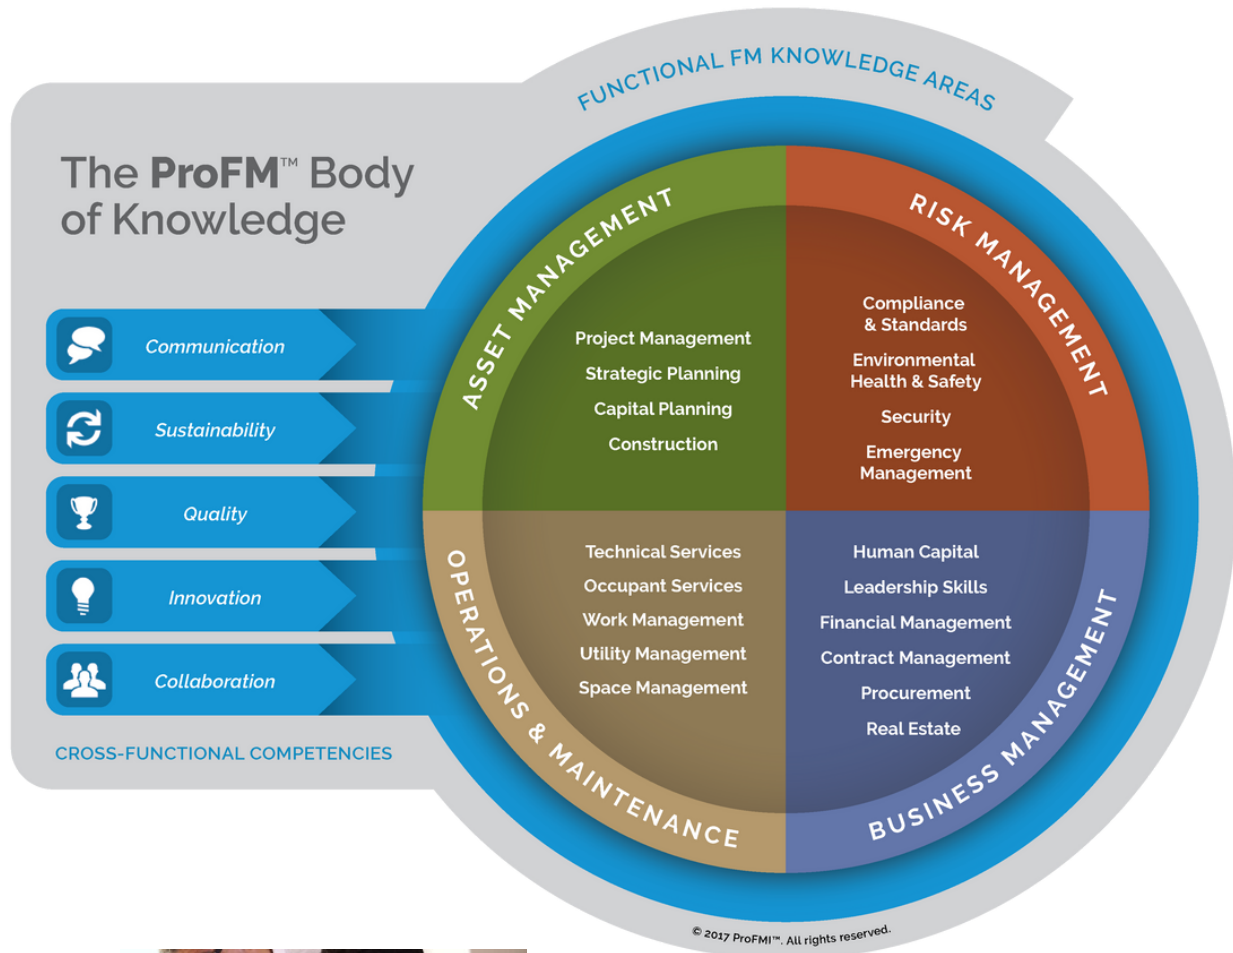 FUNCTIONAL FM KNOWLEDGE AREAS
The ProFM™ Body
of Knowledge
Communication
Sustainability
Quality
Innovation
Collaboration
CROSS-FUNCTIONAL COMPETENCIES
ASSET MANAGEMENT
Project Management
Strategic Planning
Capital Planning
Construction
RISK MANAGEMENT
Compliance
& Standards
Environmental
Health & Safety
Security
Emergency
Management
OPERATIONS & MAINTENANCE
Technical Services
Occupant Services
Work Management
Utility Management
Space Management
BUSINESS MANAGEMENT
Human Capital
Leadership Skills
Financial Management
Contract Management
Procurement
Real Estate
© 2017 ProFMI™. All rights reserved.